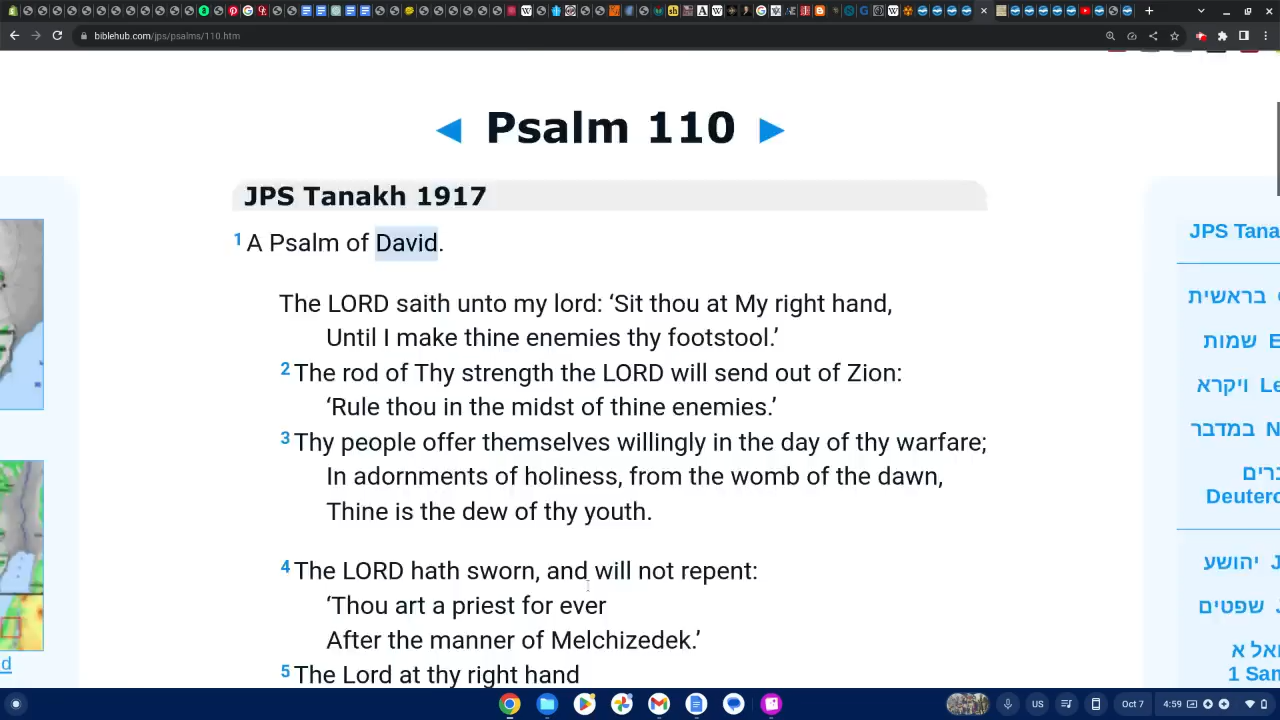 biblehub.com/jps/psalms/110.htm
◄ Psalm 110 ►
JPS Tanakh 1917
1 A Psalm of David.
The LORD saith unto my lord: ‘Sit thou at My right hand,
Until I make thine enemies thy footstool.’
2 The rod of Thy strength the LORD will send out of Zion:
‘Rule thou in the midst of thine enemies.’
3 Thy people offer themselves willingly in the day of thy warfare;
In adornments of holiness, from the womb of the dawn,
Thine is the dew of thy youth.
4 The LORD hath sworn, and will not repent:
‘Thou art a priest for ever
After the manner of Melchizedek.’
5 The Lord at thy right hand
d
JPS Tana
בראשית
שמות E
ויקרא Le
במדבר N
Deutero
יהושע J
שופטים
1 Sam
US
Oct 7
4:59